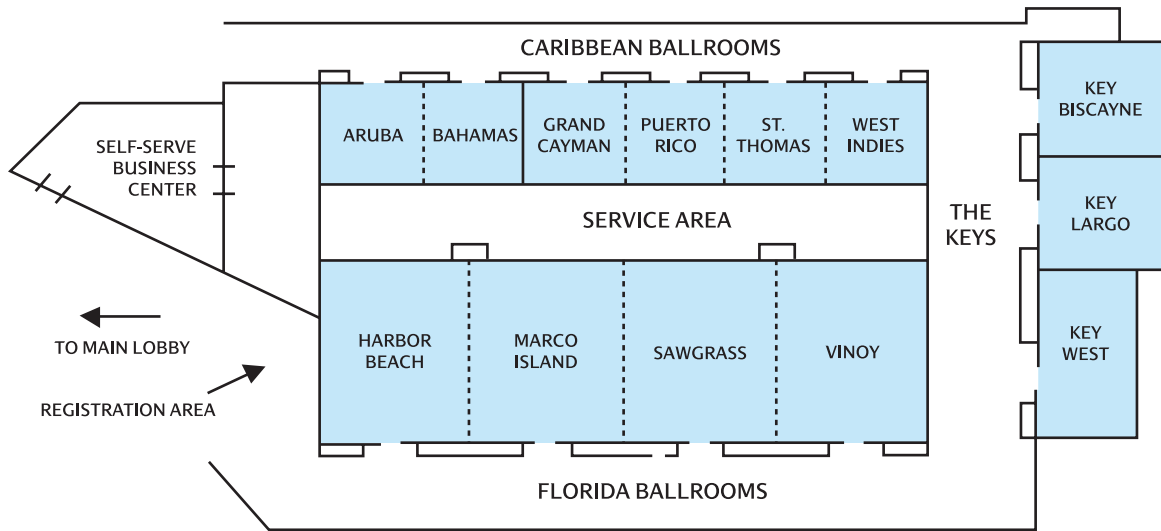 CARIBBEAN BALLROOMS
ARUBA
BAHAMAS
GRAND
CAYMAN
PUERTO
RICO
ST.
THOMAS
WEST
INDIES
KEY
BISCAYNE
SELF-SERVE
BUSINESS
CENTER
SERVICE AREA
THE
KEYS
KEY
LARGO
TO MAIN LOBBY
REGISTRATION AREA
HARBOR
BEACH
MARCO
ISLAND
SAWGRASS
VINOY
KEY
WEST
FLORIDA BALLROOMS